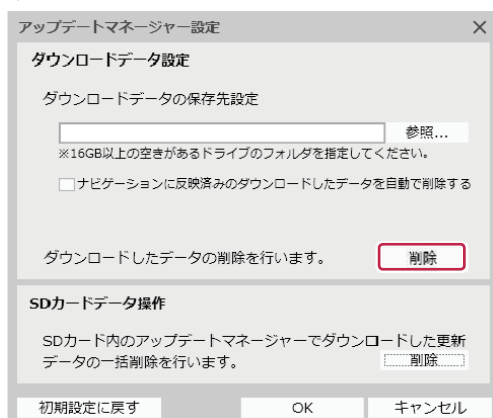 アップデートマネージャー設定
ダウンロードデータ設定
ダウンロードデータの保存先設定
参照...
※16GB以上の空きがあるドライブのフォルダを指定してください。
ナビゲーションに反映済みのダウンロードしたデータを自動で削除する
ダウンロードしたデータの削除を行います。 削除
SDカードデータ操作
SDカード内のアップデートマネージャーでダウンロードした更新
データの一括削除を行います。 削除
初期設定に戻す OK キャンセル